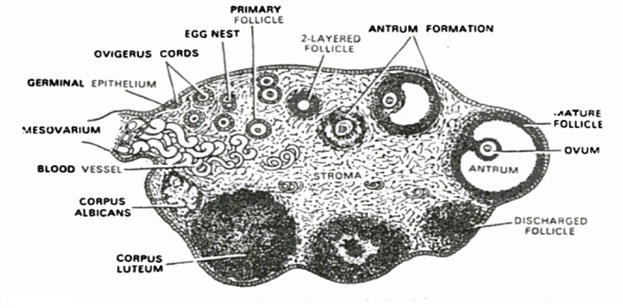 PRIMARY
FOLLICLE
EGG NEST
2-LAYERED
FOLLICLE
ANTRUM FORMATION
OVIGERUS CORDS
GERMINAL EPITHELIUM
MESOVARIUM
MATURE
FOLLICLE
OVUM
ANTRUM
BLOOD VESSEL
STROMA
CORPUS
ALBICANS
DISCHARGED
FOLLICLE
CORPUS
LUTEUM